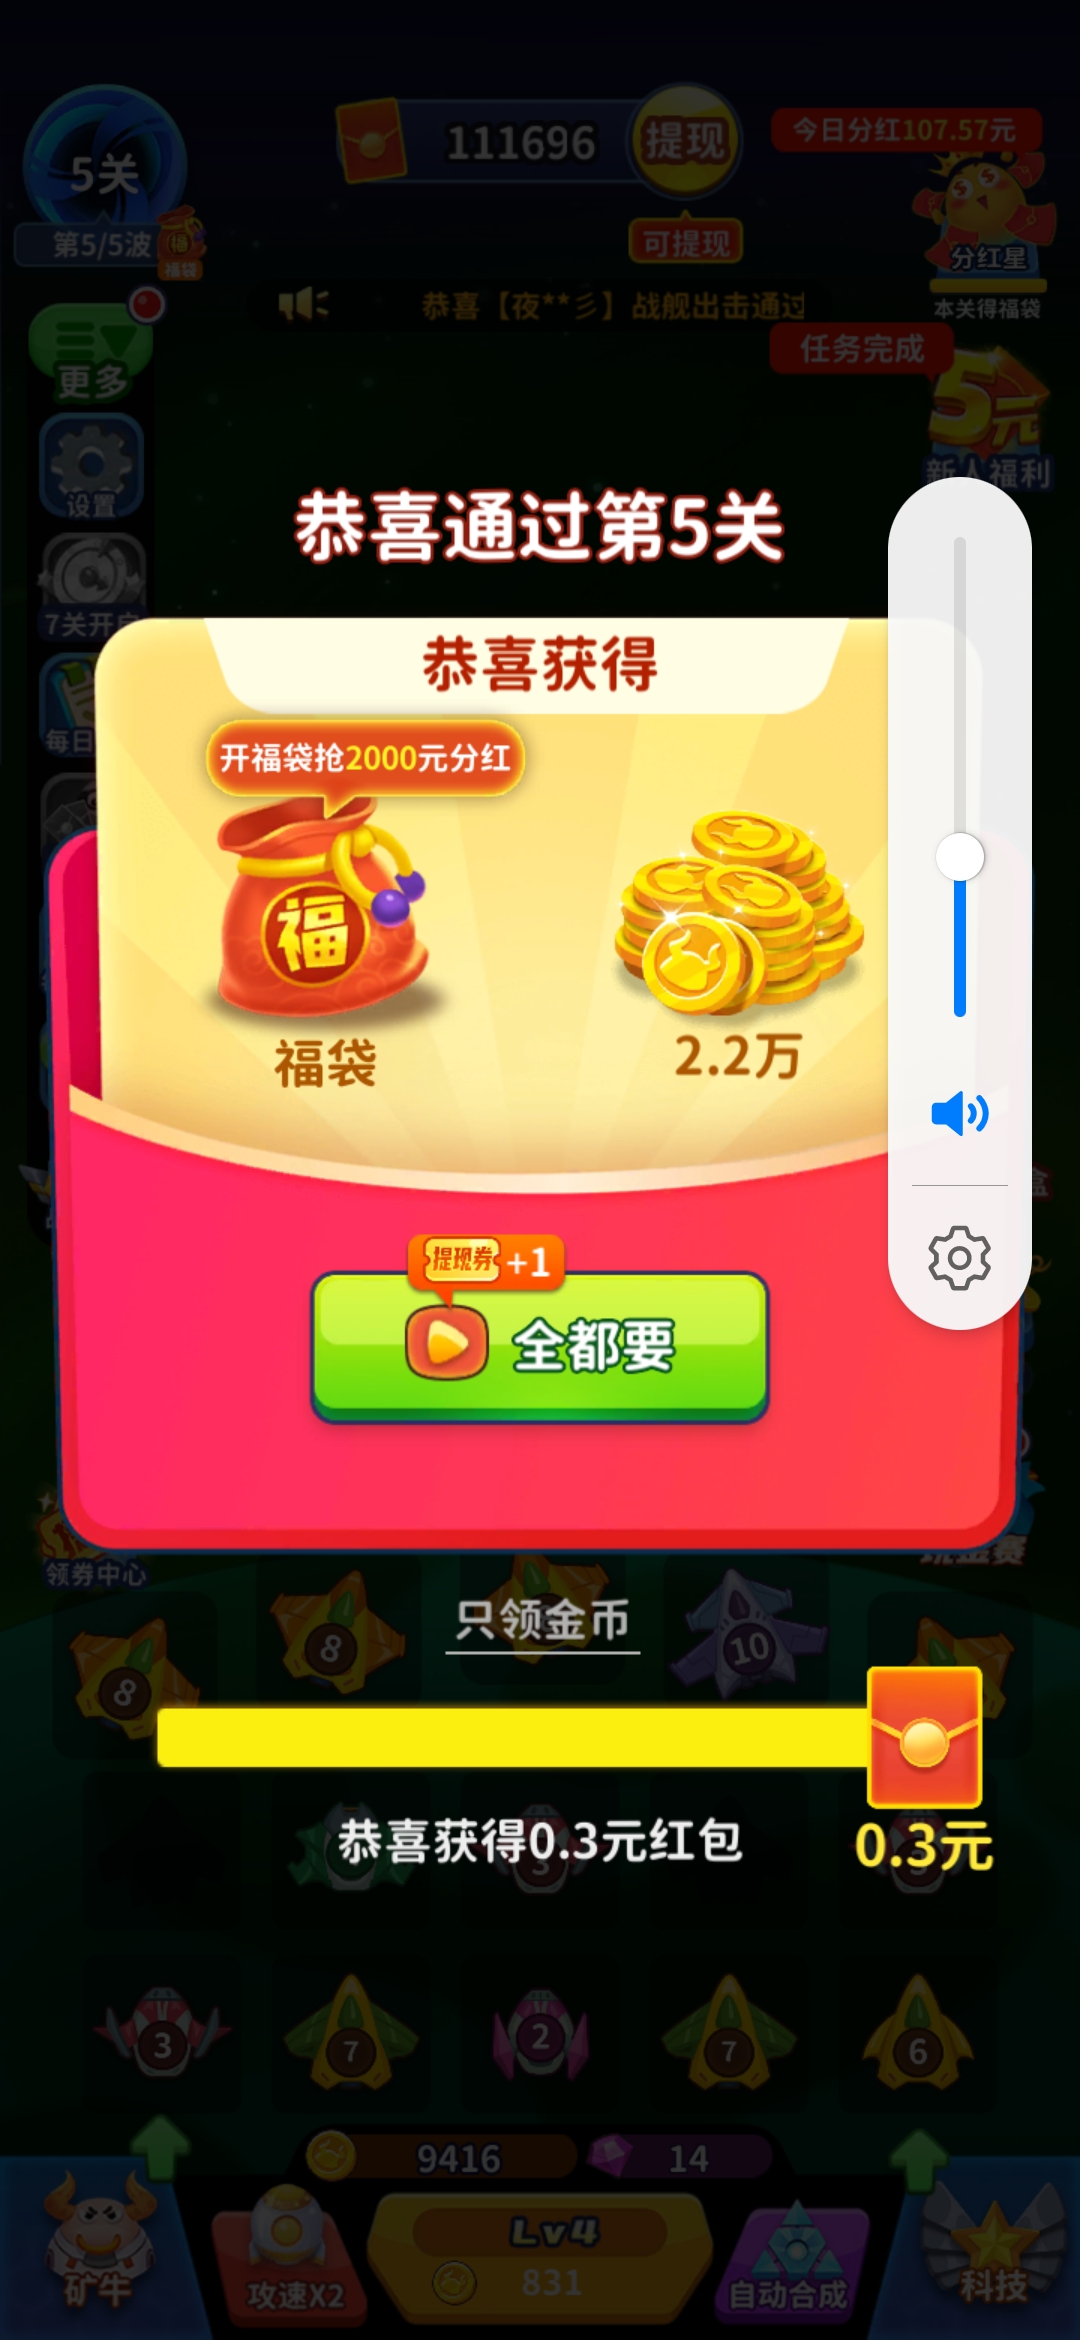 5关
第5/5波
福袋
111696
提现
可提现
今日分红107.57元
分红星
本关得福袋
恭喜【夜**彡】战舰出击通过
任务完成
更多
5元
新人福利
设置
7关开启
每日
恭喜通过第5关
恭喜获得
开福袋抢2000元分红
福
福袋
2.2万
提现券+1
全都要
领券中心
只领金币
8
8
10
恭喜获得0.3元红包
0.3元
3
3
3
7
2
7
6
9416
14
矿牛
攻速X2
Lv4
831
自动合成
科技